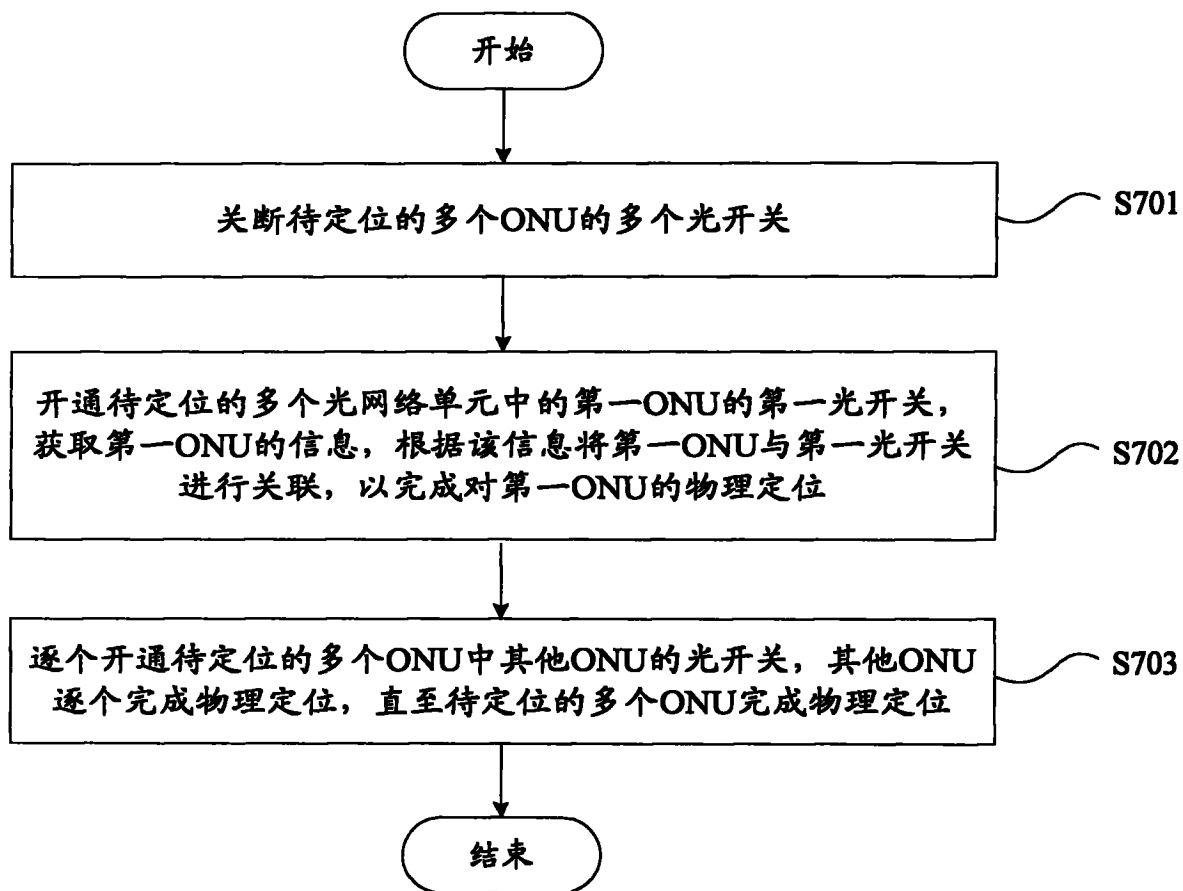 开始
关断待定位的多个ONU的多个光开关
S701
开通待定位的多个光网络单元中的第一ONU的第一光开关，
获取第一ONU的信息，根据该信息将第一ONU与第一光开关
进行关联，以完成对第一ONU的物理定位
S702
逐个开通待定位的多个ONU中其他ONU的光开关，其他ONU
逐个完成物理定位，直至待定位的多个ONU完成物理定位
S703
结束